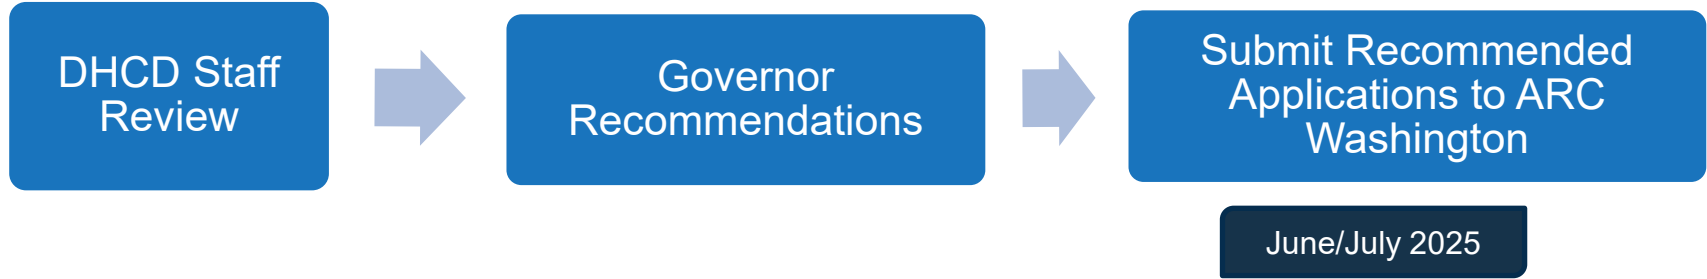 DHCD Staff
Review
Governor
Recommendations
Submit Recommended
Applications to ARC
Washington
June/July 2025